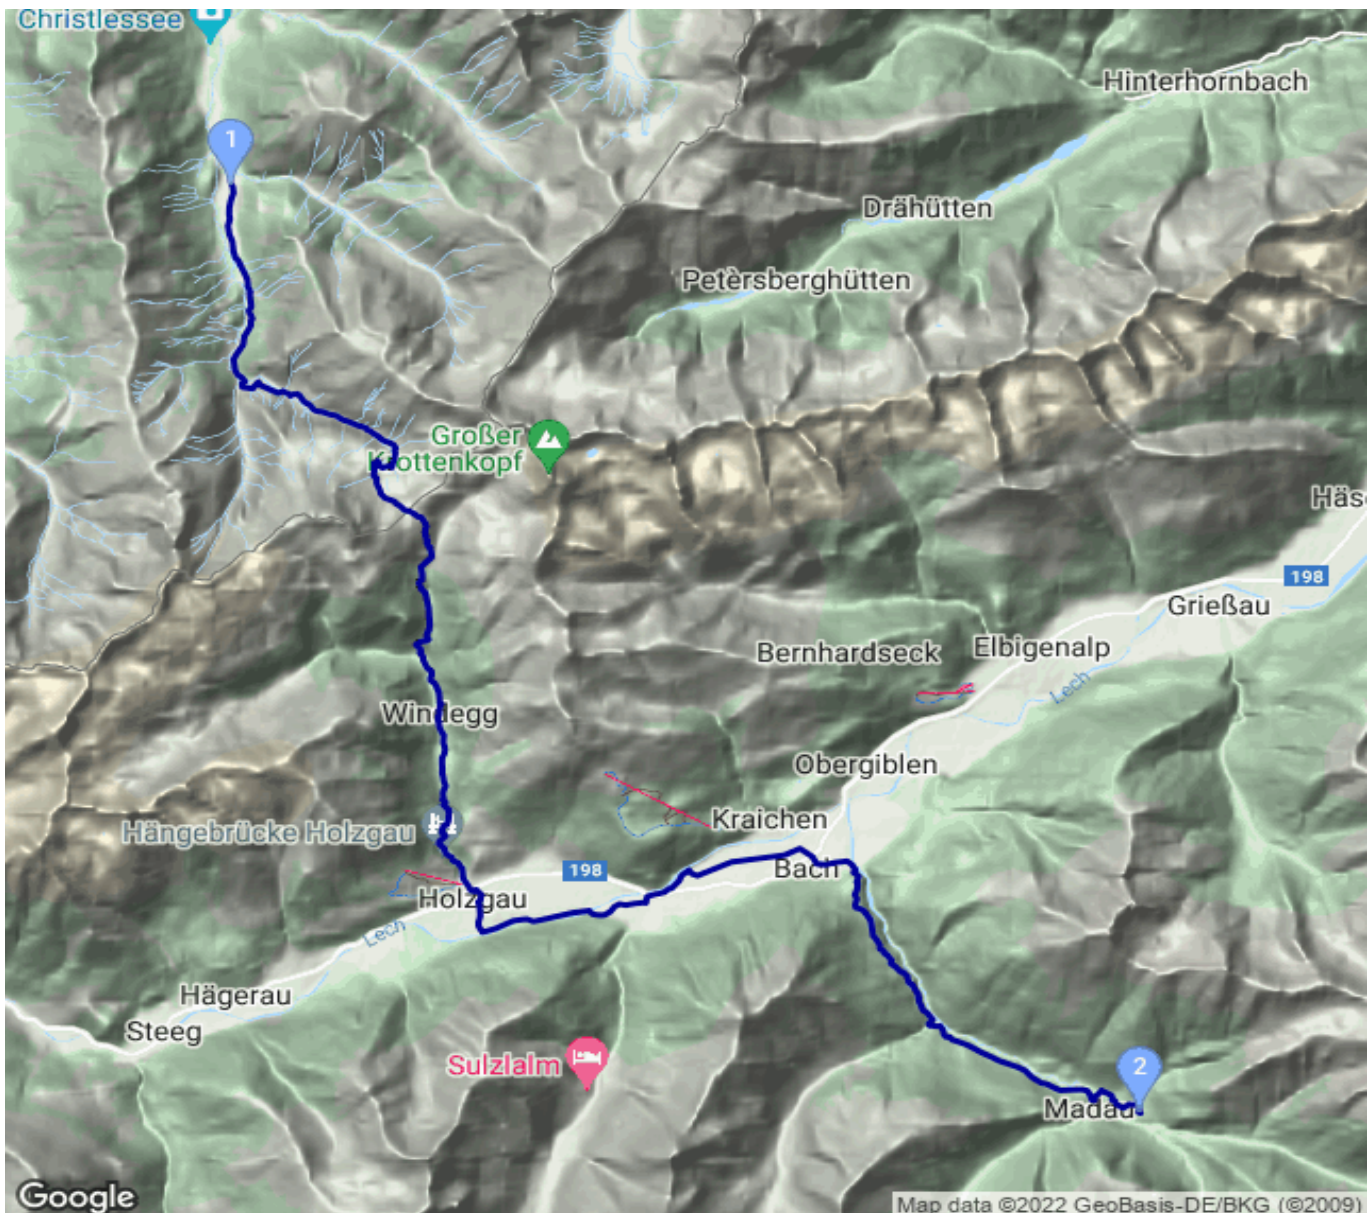 Christlessee
1
Hinterhornbach
Drähütten
Petersberghütten
Großer
Krottenkopf
Häs
198
Grießau
Elbigenalp
Bernhardseck
Lech
Windegg
Obergiblen
Kraichen
Hängebrücke Holzgau
198
Bach
Holzgau
Lech
Hägerau
Steeg
Sulzlalm
2
Madau
Google
Map data ©2022 GeoBasis-DE/BKG (©2009)